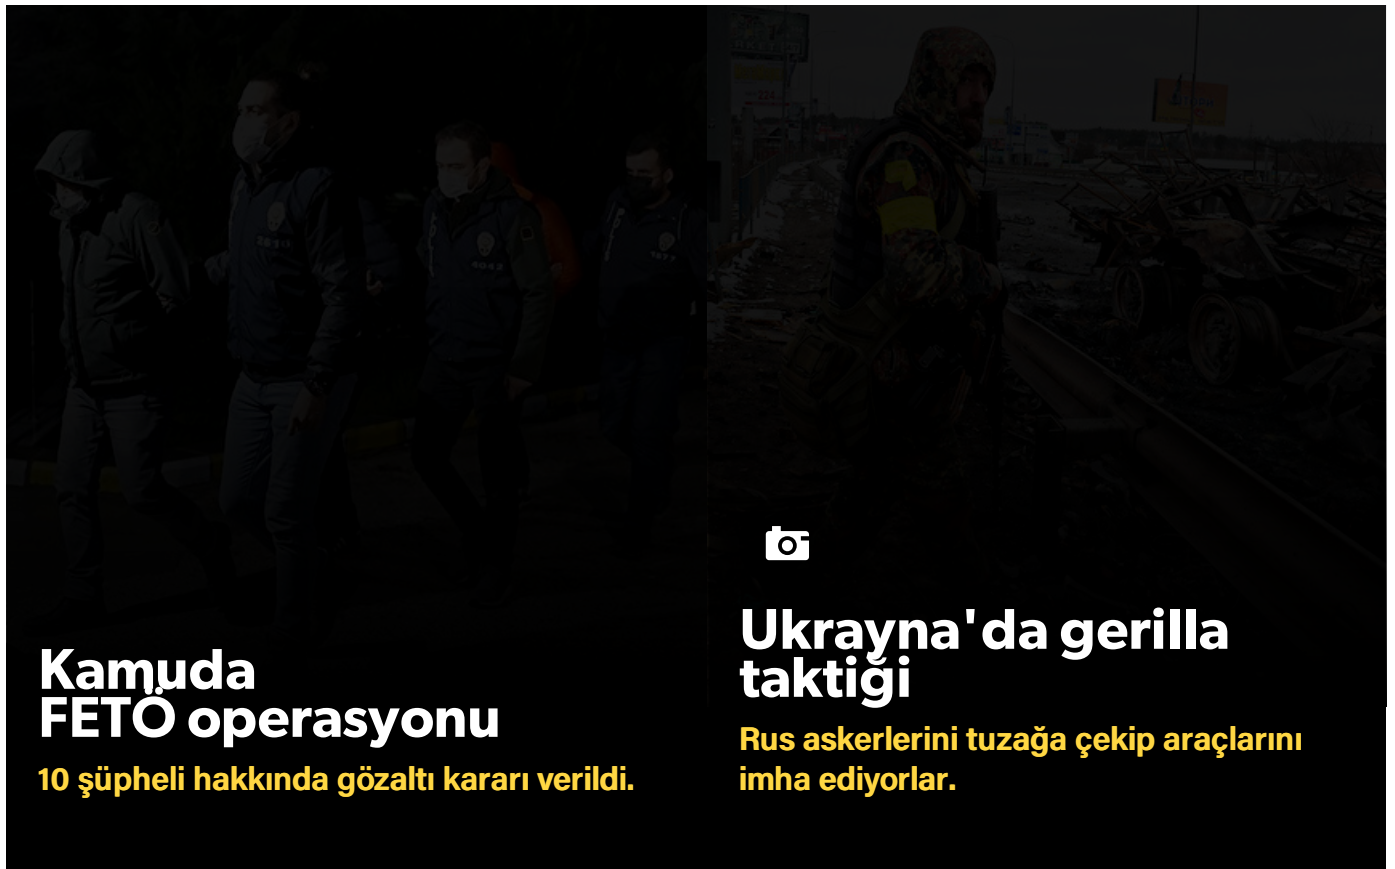 Kamuda
FETÖ operasyonu
10 şüpheli hakkında gözaltı kararı verildi.
224
Ukrayna'da gerilla
taktiği
Rus askerlerini tuzağa çekip araçlarını
imha ediyorlar.